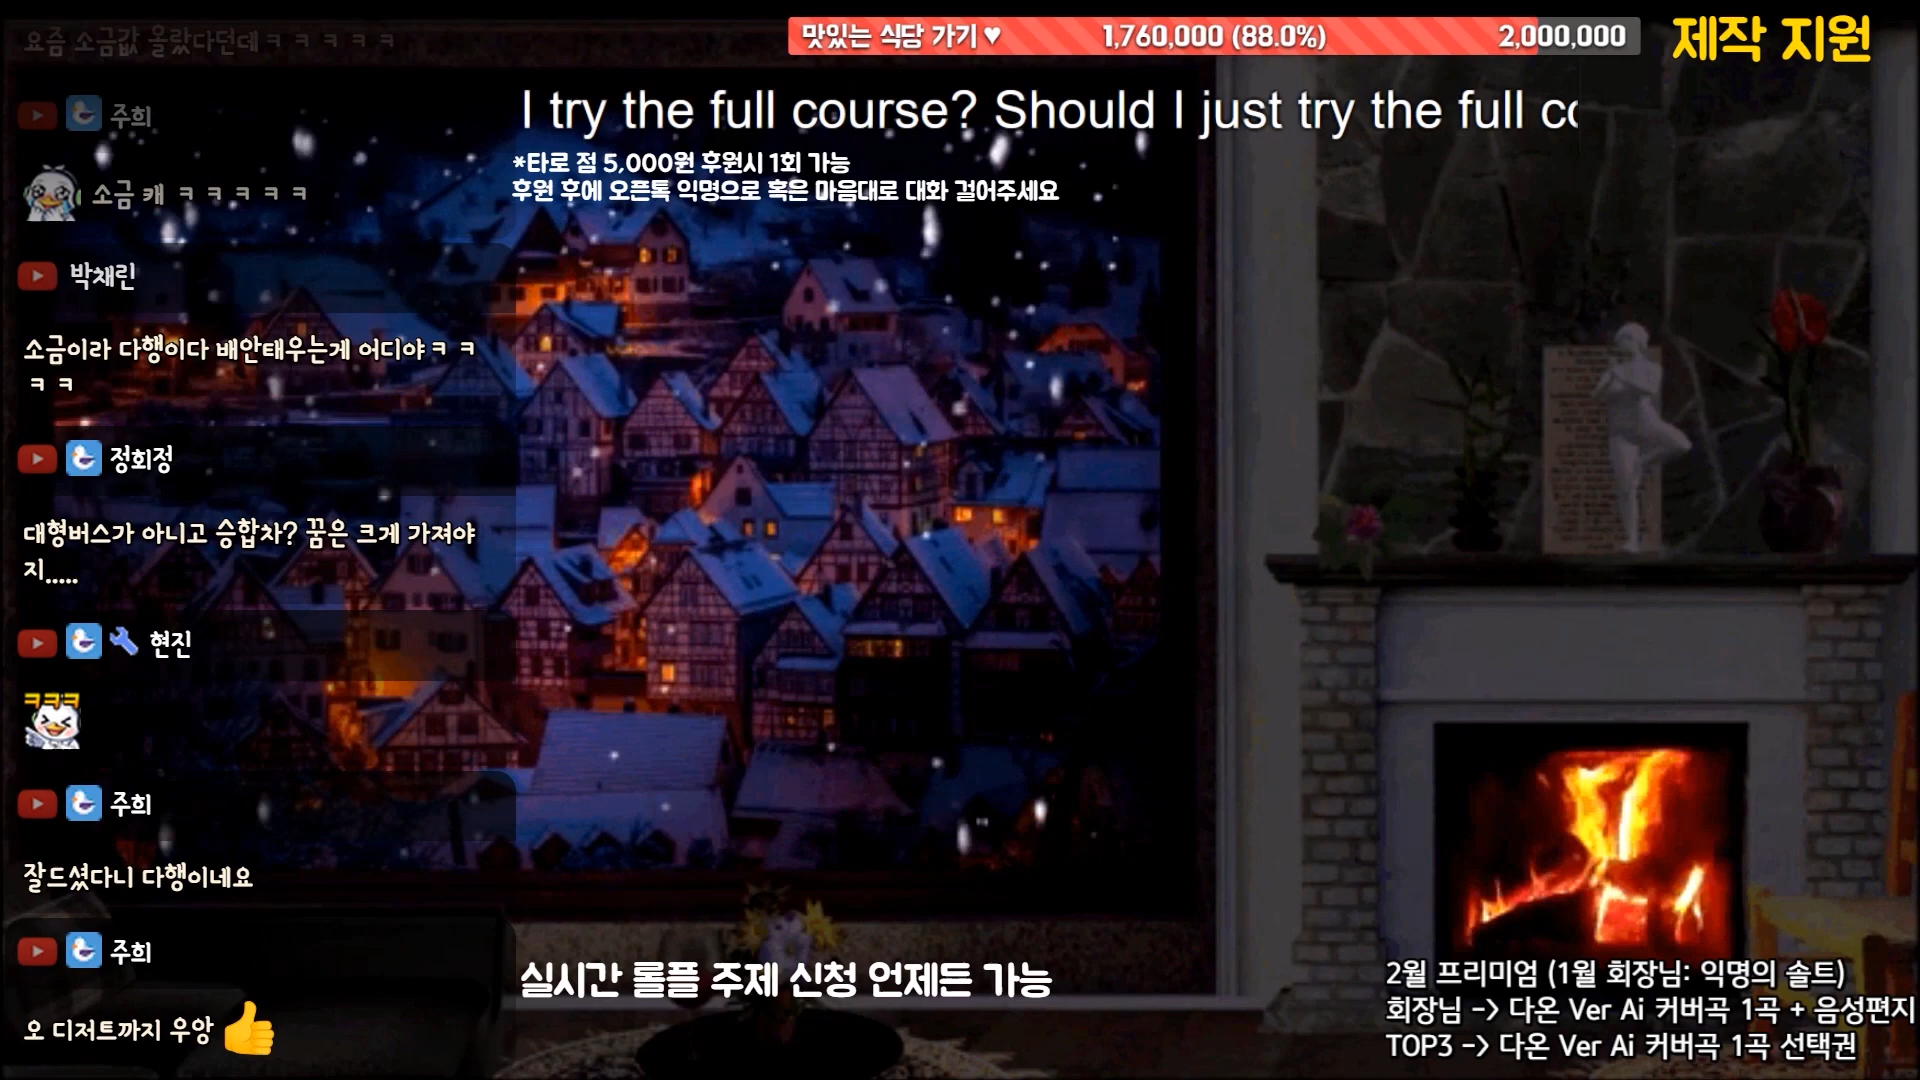 요즘 소금값 올랐다던데ㅋㅋㅋㅋㅋ
맛있는 식당 가기 ♥ 1,760,000 (88.0%) 2,000,000
제작 지원
I try the full course? Should I just try the full co
*타로 점 5,000원 후원시 1회 가능
후원 후에 오픈톡 익명으로 혹은 마음대로 대화 걸어주세요
주희
소금 캐 ㅋㅋㅋㅋㅋ
박채린
소금이라 다행이다 배안태우는게 어디야ㅋㅋ
ㅋㅋ
정회정
대형버스가 아니고 승합차? 꿈은 크게 가져야
지.....
현진
ㅋㅋㅋ
주희
잘드셨다니 다행이네요
주희
오 디저트까지 우앙 👍
실시간 롤플 주제 신청 언제든 가능
2월 프리미엄 (1월 회장님: 익명의 솔트)
회장님 -> 다온 Ver Ai 커버곡 1곡 + 음성편지
TOP3 -> 다온 Ver Ai 커버곡 1곡 선택권